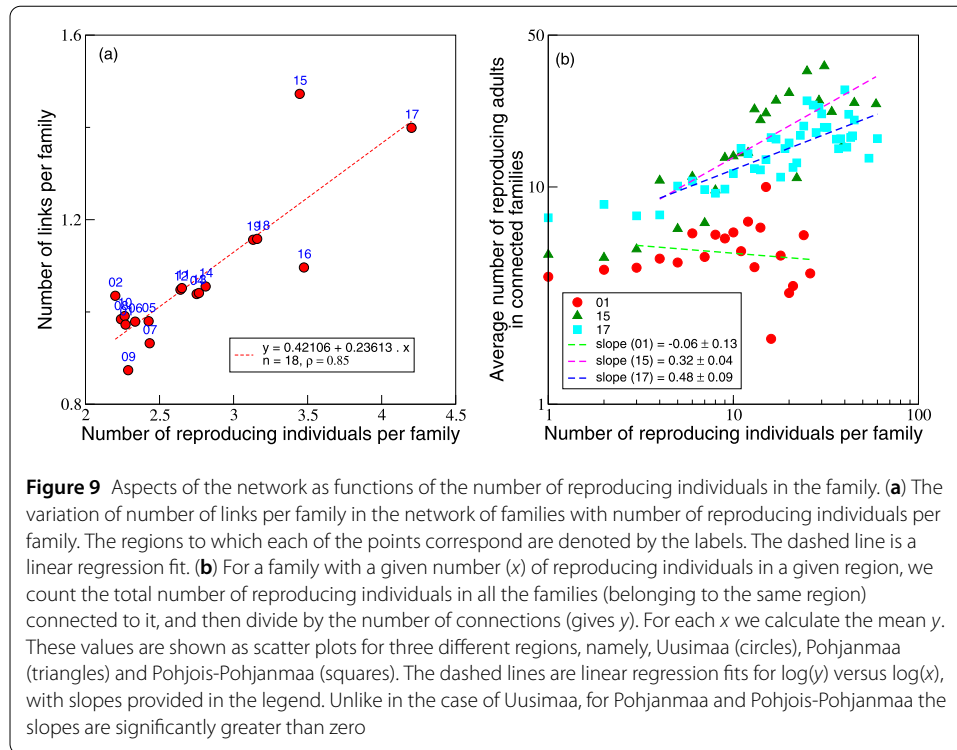 1.6
(a)
15
17
1.4
Number of links per family
1.2
19 18
16
14
02
05
06
07
1
09
y = 0.42106 + 0.23613 . x
n = 18, ρ = 0.85
0.8
2 2.5 3 3.5 4 4.5
Number of reproducing individuals per family
50
(b)
Average number of reproducing adults
in connected families
10
01
15
17
slope (01) = -0.06 ± 0.13
slope (15) = 0.32 ± 0.04
slope (17) = 0.48 ± 0.09
1
1 10 100
Number of reproducing individuals per family
Figure 9 Aspects of the network as functions of the number of reproducing individuals in the family. (a) The
variation of number of links per family in the network of families with number of reproducing individuals per
family. The regions to which each of the points correspond are denoted by the labels. The dashed line is a
linear regression fit. (b) For a family with a given number (x) of reproducing individuals in a given region, we
count the total number of reproducing individuals in all the families (belonging to the same region)
connected to it, and then divide by the number of connections (gives y). For each x we calculate the mean y.
These values are shown as scatter plots for three different regions, namely, Uusimaa (circles), Pohjanmaa
(triangles) and Pohjois-Pohjanmaa (squares). The dashed lines are linear regression fits for log(y) versus log(x),
with slopes provided in the legend. Unlike in the case of Uusimaa, for Pohjanmaa and Pohjois-Pohjanmaa the
slopes are significantly greater than zero